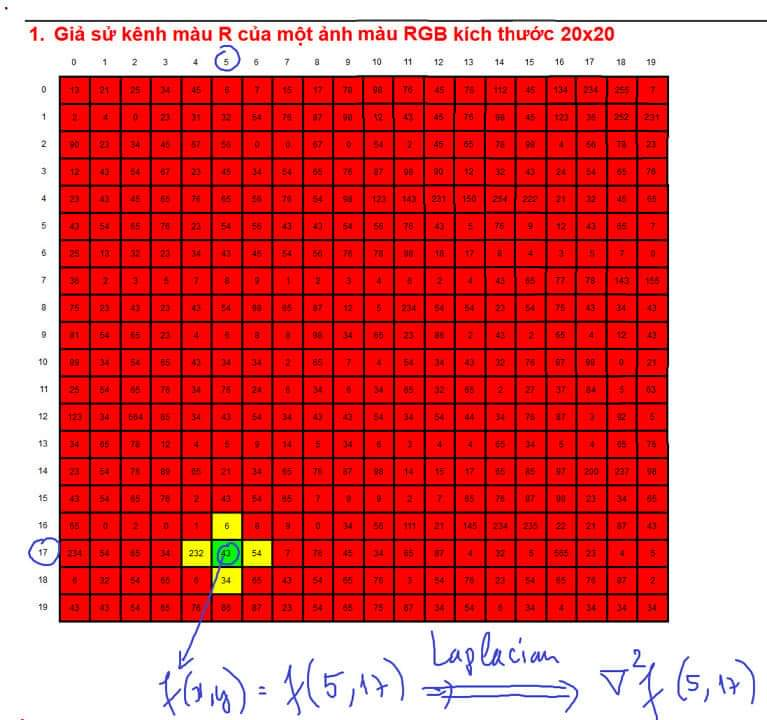 1. Giả sử kênh màu R của một ảnh màu RGB kích thước 20x20
0 1 2 3 4 5 6 7 8 9 10 11 12 13 14 15 16 17 18 19
0 13 21 25 34 45 6 7 15 17 78 98 76 45 76 112 45 134 234 255 7
1 2 4 0 23 31 32 54 76 87 98 12 43 45 76 98 45 123 36 252 231
2 90 23 34 45 67 56 0 0 67 0 54 2 45 65 76 98 4 56 78 23
3 12 43 54 67 23 45 34 54 65 76 87 98 90 12 32 43 24 54 65 76
4 23 43 45 65 76 65 56 76 54 98 123 143 231 150 254 222 21 32 45 65
5 43 54 65 76 23 54 56 43 43 54 56 76 43 5 76 9 12 43 65 7
6 25 13 32 23 34 43 45 54 56 76 78 98 18 17 6 4 3 5 7 0
7 36 2 3 5 7 8 9 1 2 3 4 6 2 4 43 65 77 78 143 155
8 75 23 43 23 43 54 98 65 87 12 5 234 54 54 23 54 75 43 34 43
9 81 54 65 23 4 6 8 8 98 34 65 23 86 2 43 2 65 4 12 43
10 89 34 54 65 43 34 34 2 65 7 4 54 34 43 32 76 87 98 0 21
11 25 54 65 76 34 76 24 6 34 6 34 65 32 65 2 27 37 84 5 63
12 123 34 564 65 34 43 54 34 43 43 54 34 54 44 34 76 87 3 92 5
13 34 65 78 12 4 5 9 14 5 34 6 3 4 4 65 34 5 4 65 76
14 23 54 76 89 65 21 34 65 76 87 98 14 15 17 65 85 97 200 237 98
15 43 54 65 76 2 43 54 65 7 8 9 2 7 65 76 87 98 23 34 65
16 65 0 2 0 1 6 8 9 0 34 56 111 21 145 234 235 22 21 87 43
17 234 54 65 34 232 43 54 7 76 45 34 65 87 4 32 5 565 23 4 5
18 6 32 54 65 6 34 65 43 54 65 76 3 54 76 23 54 65 76 87 2
19 43 43 54 65 76 86 87 23 54 65 75 67 34 54 6 34 4 34 34 34
f(x,y) = f(5,17) Laplacian ⟹ ∇²f (5,17)